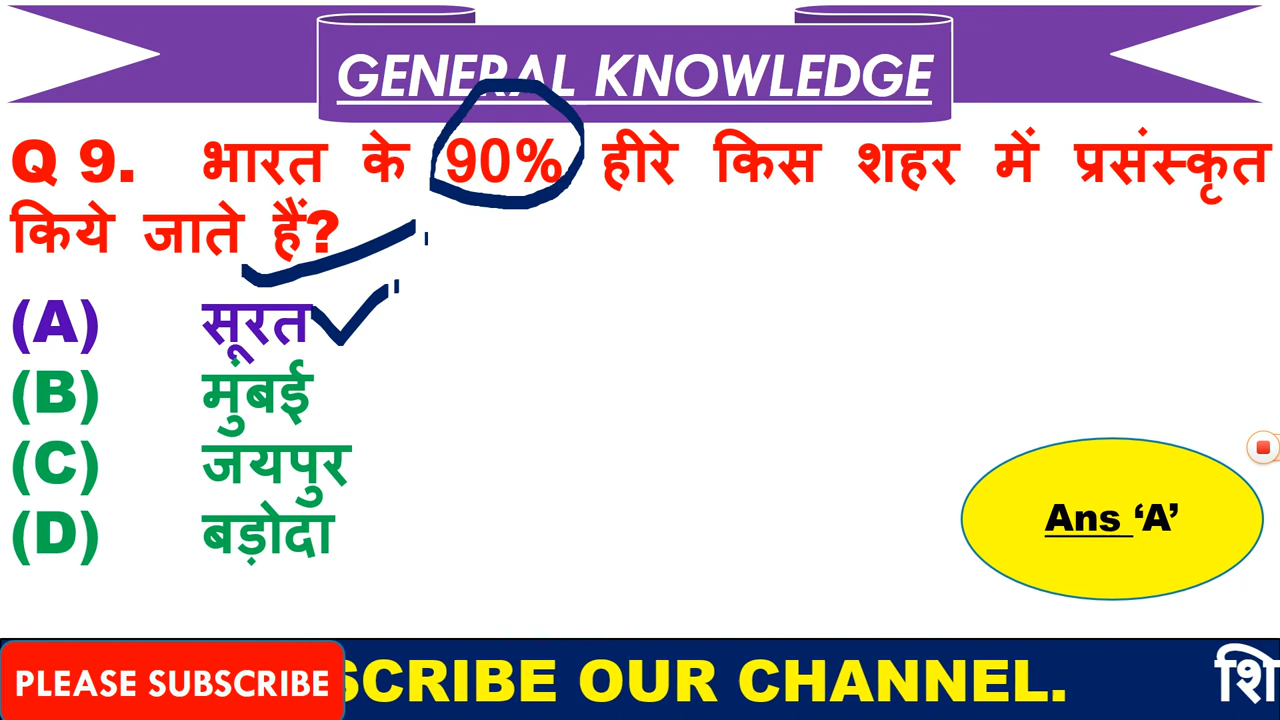 GENERAL KNOWLEDGE
Q 9. भारत के 90% हीरे किस शहर में प्रसंस्कृत
किये जाते हैं?
(A) सूरत
(B) मुंबई
(C) जयपुर
(D) बड़ोदा
Ans ‘A’
PLEASE SUBSCRIBE SCRIBE OUR CHANNEL. शि